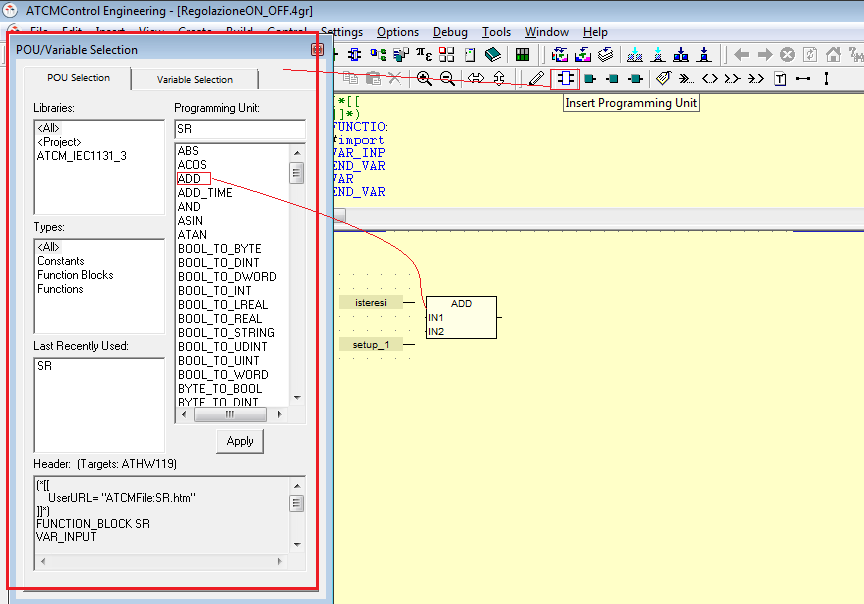 ATCMControl Engineering - [RegolazioneON_OFF.4gr]
File Edit Insert View Create Build Control Settings Options Debug Tools Window Help
POU/Variable Selection
POU Selection
Variable Selection
Insert Programming Unit
Libraries:
<All>
<Project>
ATCM_IEC1131_3
Types:
<All>
Constants
Function Blocks
Functions
Last Recently Used:
SR
Programming Unit:
SR
ABS
ACOS
ADD
ADD_TIME
AND
ASIN
ATAN
BOOL_TO_BYTE
BOOL_TO_DINT
BOOL_TO_DWORD
BOOL_TO_INT
BOOL_TO_LREAL
BOOL_TO_REAL
BOOL_TO_STRING
BOOL_TO_UDINT
BOOL_TO_UINT
BOOL_TO_WORD
BYTE_TO_BOOL
BYTE_TO_DINT
Apply
Header: (Targets: ATHW119)
(*[[
UserURL= "ATCMFile:SR.htm"
]]*)
FUNCTION_BLOCK SR
VAR_INPUT
*[[
]]*)
FUNCTIO
#import
VAR_INP
END_VAR
VAR
END_VAR
isteresi
setup_1
ADD
IN1
IN2